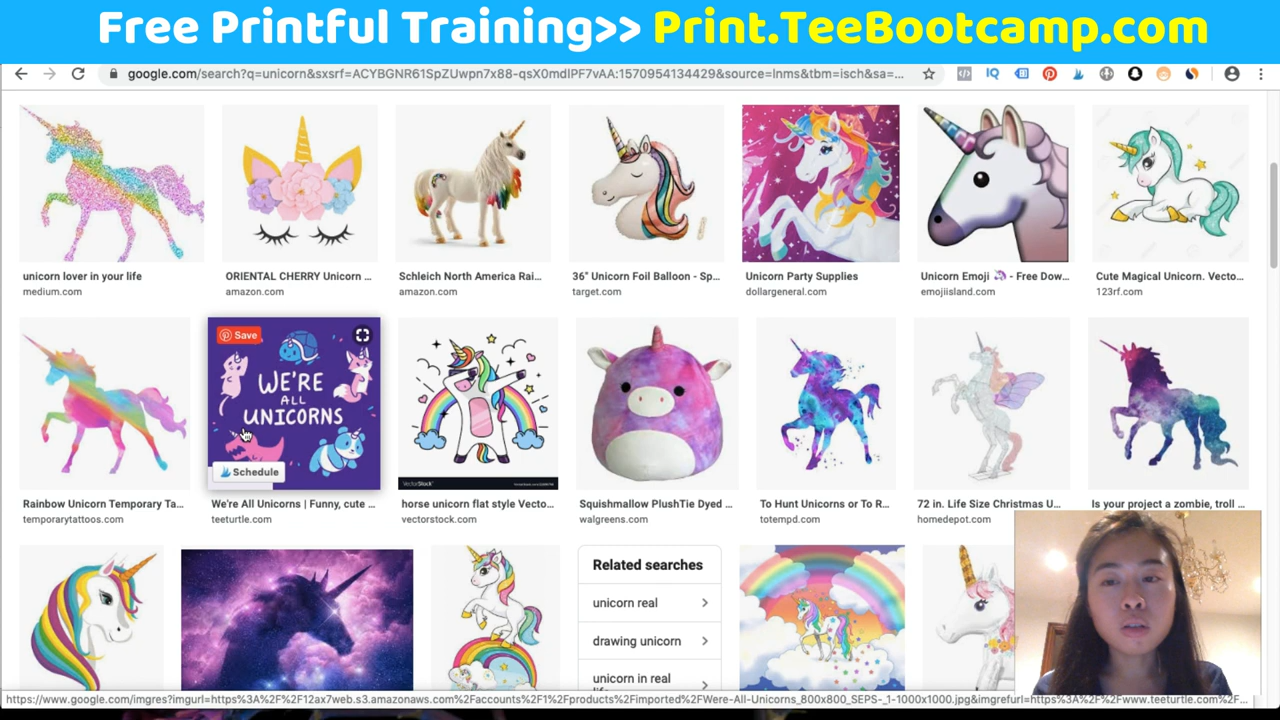 Free Printful Training>> Print.TeeBootcamp.com
google.com/search?q=unicorn&sxsrf=ACYBGNR61SpZUwpn7x88-qsX0mdlPF7vAA:1570954134429&source=lnms&tbm=isch&sa=...
unicorn lover in your life
medium.com
ORIENTAL CHERRY Unicorn ...
amazon.com
Schleich North America Rai...
amazon.com
36" Unicorn Foil Balloon - Sp...
target.com
Unicorn Party Supplies
dollargeneral.com
Unicorn Emoji 🦄 - Free Dow...
emojiisland.com
Cute Magical Unicorn. Vecto...
123rf.com
Save
WE'RE
ALL
UNICORNS
Schedule
VectorStock
Rainbow Unicorn Temporary Ta...
temporarytattoos.com
We're All Unicorns | Funny, cute ...
teeturtle.com
horse unicorn flat style Vecto...
vectorstock.com
Squishmallow PlushTie Dyed ...
walgreens.com
To Hunt Unicorns or To R...
totempd.com
72 in. Life Size Christmas U...
homedepot.com
Is your project a zombie, troll ...
Related searches
unicorn real
drawing unicorn
unicorn in real
https://www.google.com/imgres?imgurl=https%3A%2F%2F12ax7web.s3.amazonaws.com%2Faccounts%2F1%2Fproducts%2Fimported%2FWere-All-Unicorns_800x800_SEPS-_1-1000x1000.jpg&imgrefurl=https%3A%2F%2Fwww.teeturtle.com%2F...